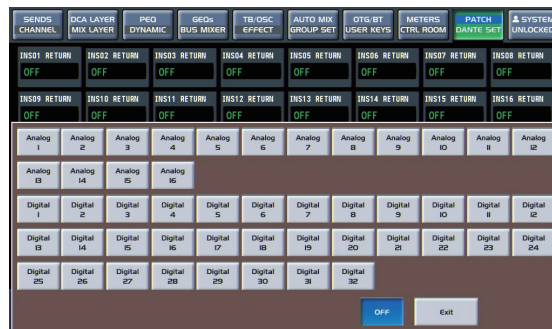 SENDS DCA LAYER PEQ GEQs TB/OSC AUTO MIX OTG/BT METERS PATCH SYSTEM
CHANNEL MIX LAYER DYNAMIC BUS MIXER EFFECT GROUP SET USER KEYS CTRL ROOM DANTE SET UNLOCKED
INS01 RETURN INS02 RETURN INS03 RETURN INS04 RETURN INS05 RETURN INS06 RETURN INS07 RETURN INS08 RETURN
OFF OFF OFF OFF OFF OFF OFF OFF
INS09 RETURN INS10 RETURN INS11 RETURN INS12 RETURN INS13 RETURN INS14 RETURN INS15 RETURN INS16 RETURN
OFF OFF OFF OFF OFF OFF OFF OFF
Analog Analog Analog Analog Analog Analog Analog Analog Analog Analog Analog Analog
1 2 3 4 5 6 7 8 9 10 11 12
Analog Analog Analog Analog
13 14 15 16
Digital Digital Digital Digital Digital Digital Digital Digital Digital Digital Digital Digital
1 2 3 4 5 6 7 8 9 10 11 12
Digital Digital Digital Digital Digital Digital Digital Digital Digital Digital Digital Digital
13 14 15 16 17 18 19 20 21 22 23 24
Digital Digital Digital Digital Digital Digital Digital Digital
25 26 27 28 29 30 31 32
OFF Exit